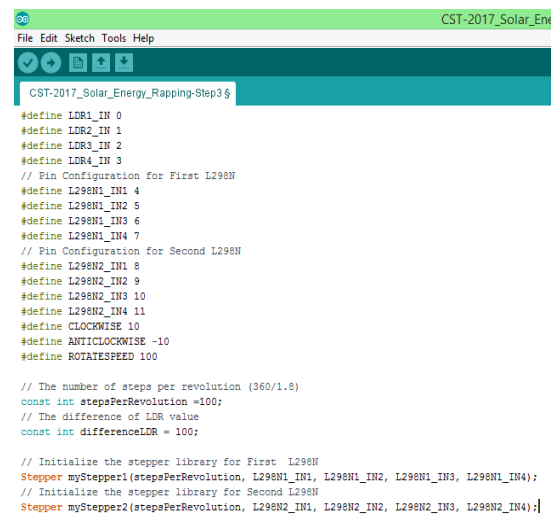 CST-2017_Solar_Ene
File Edit Sketch Tools Help
CST-2017_Solar_Energy_Rapping-Step3 §
#define LDR1_IN 0
#define LDR2_IN 1
#define LDR3_IN 2
#define LDR4_IN 3
// Pin Configuration for First L298N
#define L298N1_IN1 4
#define L298N1_IN2 5
#define L298N1_IN3 6
#define L298N1_IN4 7
// Pin Configuration for Second L298N
#define L298N2_IN1 8
#define L298N2_IN2 9
#define L298N2_IN3 10
#define L298N2_IN4 11
#define CLOCKWISE 10
#define ANTICLOCKWISE -10
#define ROTATESPEED 100
// The number of steps per revolution (360/1.8)
const int stepsPerRevolution =100;
// The difference of LDR value
const int differenceLDR = 100;
// Initialize the stepper library for First  L298N
Stepper myStepper1(stepsPerRevolution, L298N1_IN1, L298N1_IN2, L298N1_IN3, L298N1_IN4);
// Initialize the stepper library for Second L298N
Stepper myStepper2(stepsPerRevolution, L298N2_IN1, L298N2_IN2, L298N2_IN3, L298N2_IN4);